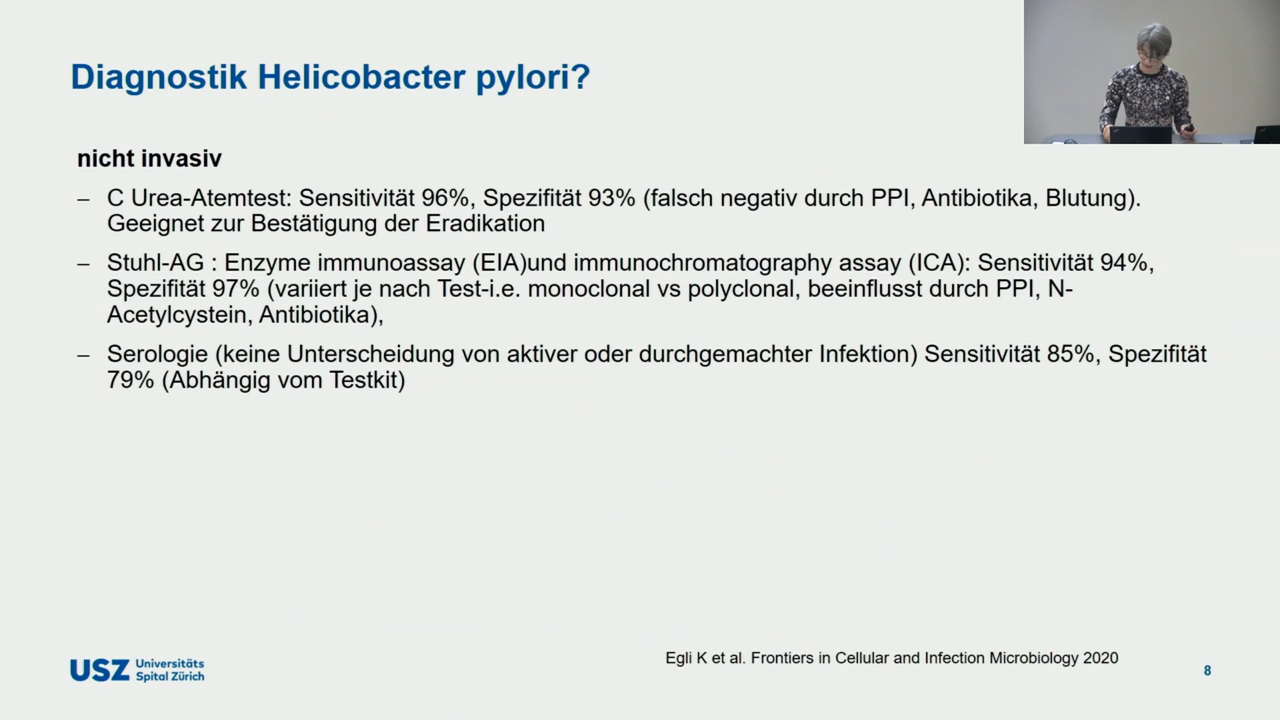 Diagnostik Helicobacter pylori?
nicht invasiv
– C Urea-Atemtest: Sensitivität 96%, Spezifität 93% (falsch negativ durch PPI, Antibiotika, Blutung).
Geeignet zur Bestätigung der Eradikation
– Stuhl-AG : Enzyme immunoassay (EIA)und immunochromatography assay (ICA): Sensitivität 94%,
Spezifität 97% (variiert je nach Test-i.e. monoclonal vs polyclonal, beeinflusst durch PPI, N-
Acetylcystein, Antibiotika),
– Serologie (keine Unterscheidung von aktiver oder durchgemachter Infektion) Sensitivität 85%, Spezifität
79% (Abhängig vom Testkit)
Egli K et al. Frontiers in Cellular and Infection Microbiology 2020
USZ Universitäts
Spital Zürich
8